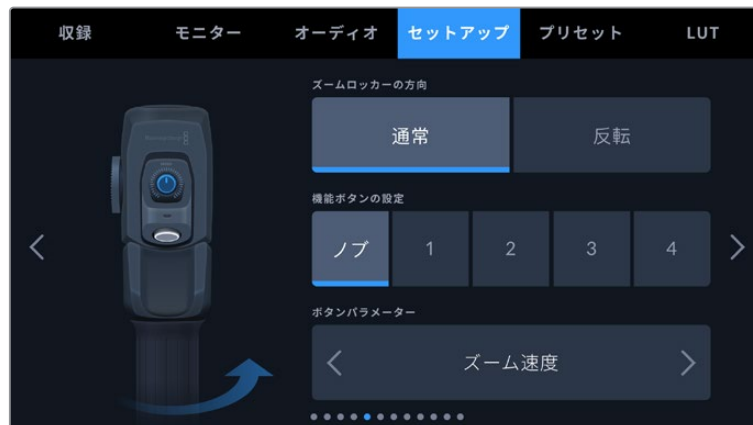 収録 モニター オーディオ セットアップ プリセット LUT
ズームロッカーの方向
通常 反転
機能ボタンの設定
ノブ 1 2 3 4
ボタンパラメーター
ズーム速度